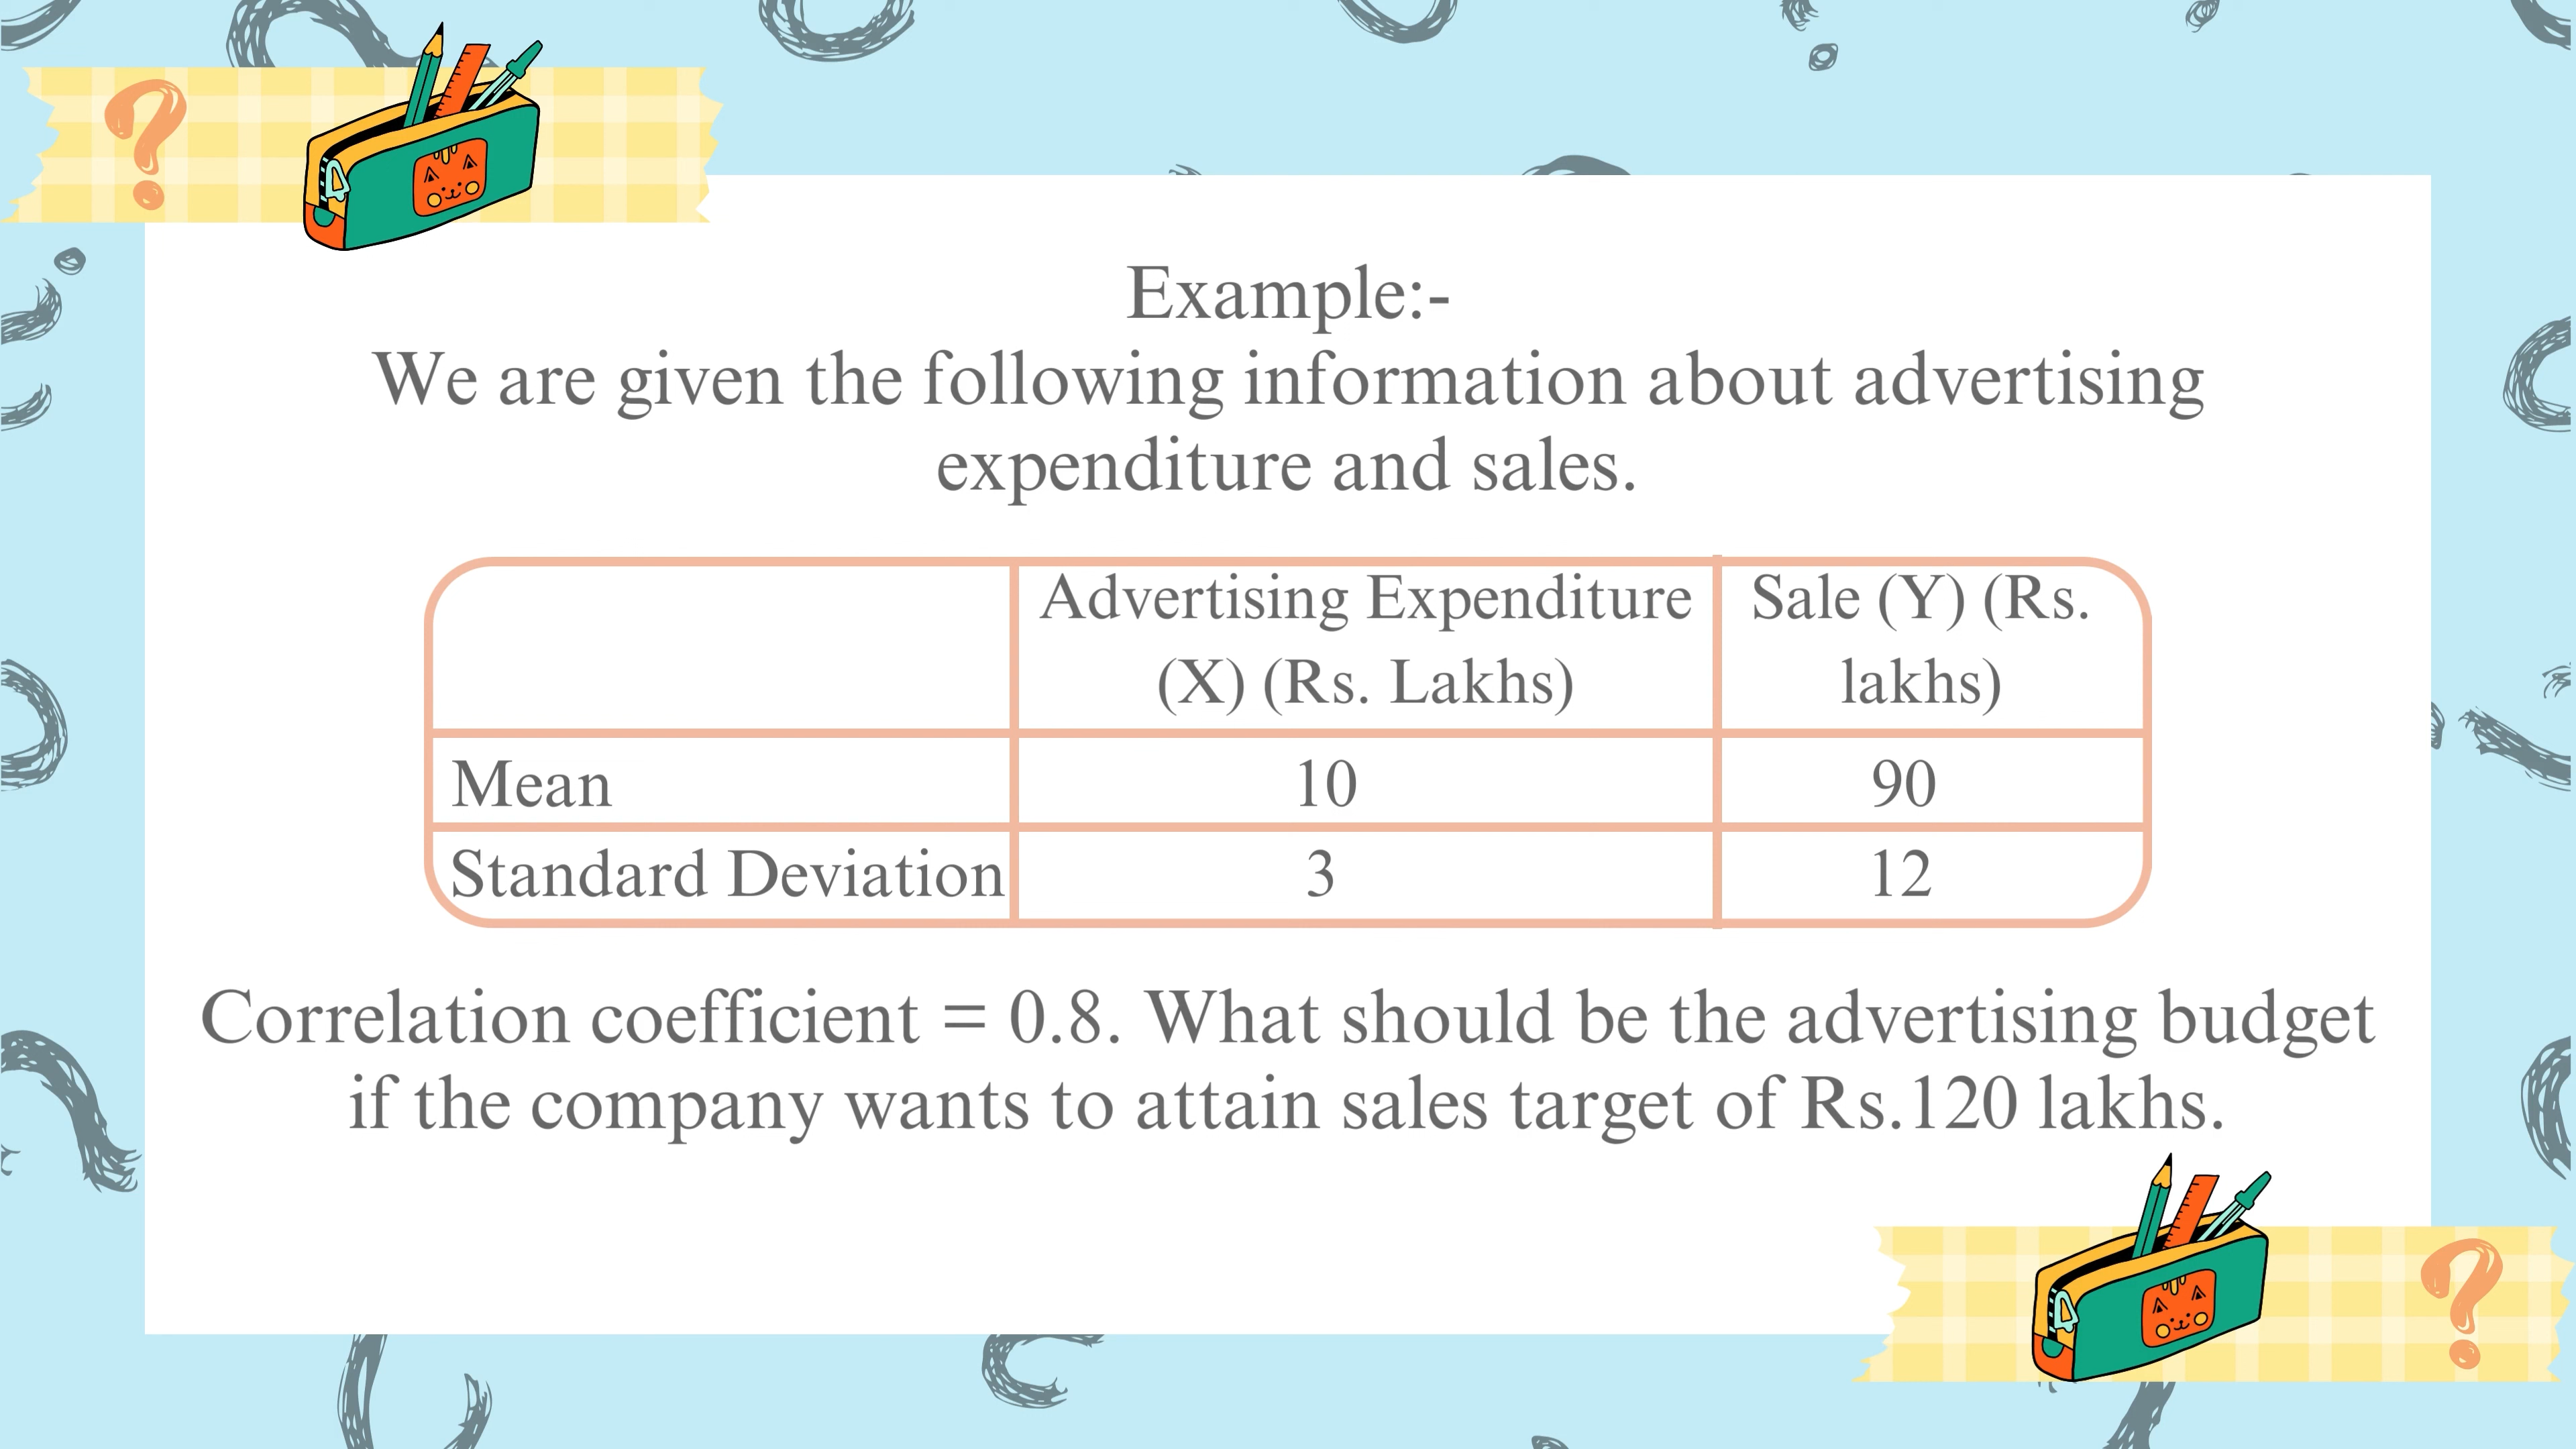 ?
Example:-
We are given the following information about advertising
expenditure and sales.
Advertising Expenditure
(X) (Rs. Lakhs)
Sale (Y) (Rs.
lakhs)
Mean 10 90
Standard Deviation 3 12
Correlation coefficient = 0.8. What should be the advertising budget
if the company wants to attain sales target of Rs.120 lakhs.
?